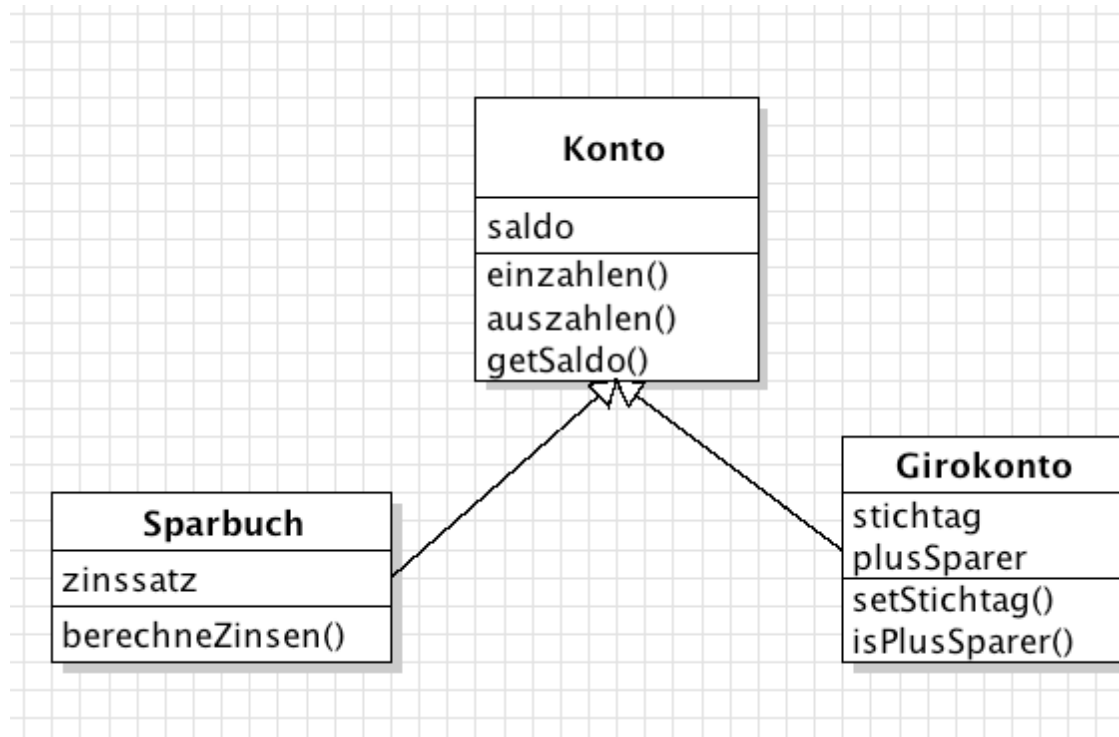 Konto
saldo
einzahlen()
auszahlen()
getSaldo()
Sparbuch
zinssatz
berechneZinsen()
Girokonto
stichtag
plusSparer
setStichtag()
isPlusSparer()